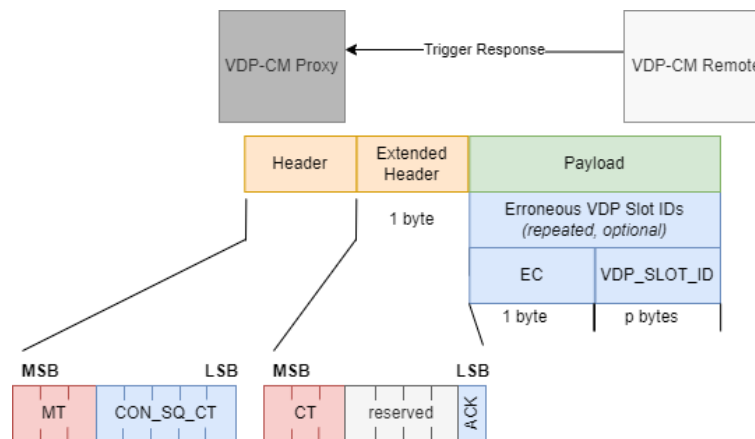 VDP-CM Proxy
Trigger Response
VDP-CM Remote
Header
Extended
Header
Payload
1 byte
Erroneous VDP Slot IDs
(repeated, optional)
EC
VDP_SLOT_ID
1 byte
p bytes
MSB
LSB
MSB
LSB
MT
CON_SQ_CT
CT
reserved
ACK